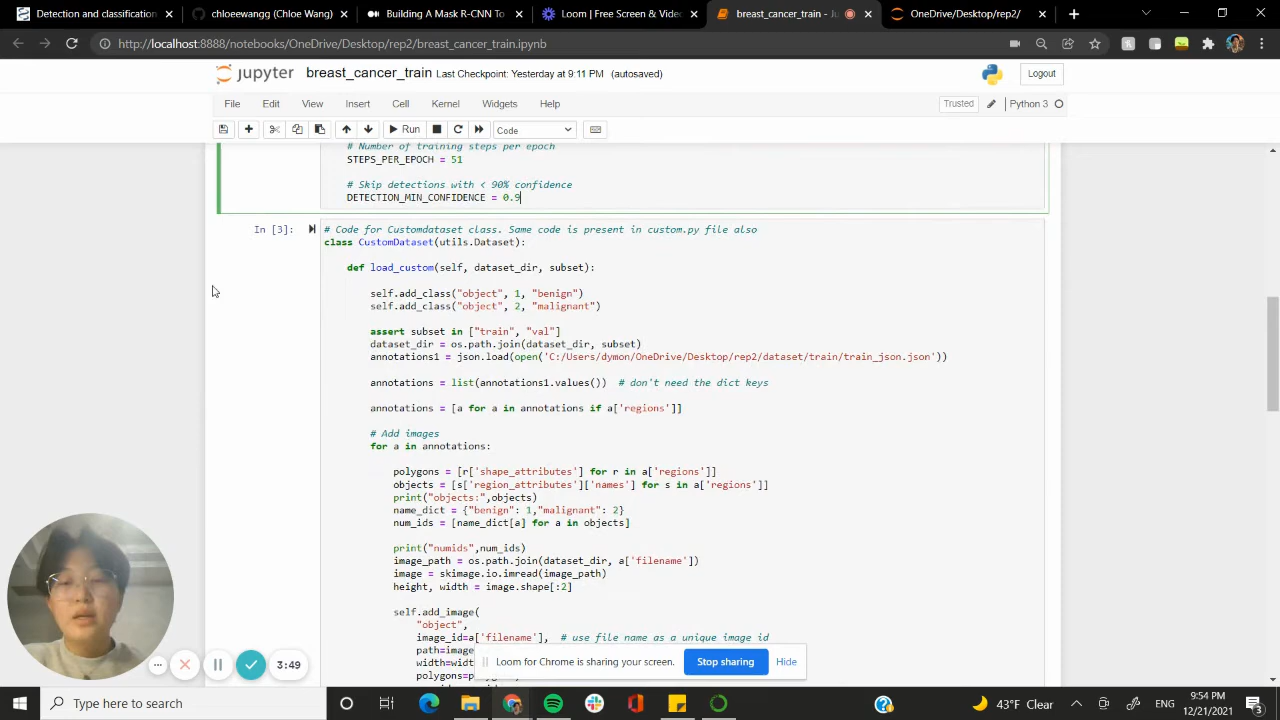 Detection and classification
chloeewangg (Chloe Wang)
Building A Mask R-CNN To
Loom | Free Screen & Video
breast_cancer_train - Ju
OneDrive/Desktop/rep2/
http://localhost:8888/notebooks/OneDrive/Desktop/rep2/breast_cancer_train.ipynb
jupyter breast_cancer_train Last Checkpoint: Yesterday at 9:11 PM (autosaved)
Logout
File Edit View Insert Cell Kernel Widgets Help
Trusted
Python 3
Run
Code
# Number of training steps per epoch
STEPS_PER_EPOCH = 51
# Skip detections with < 90% confidence
DETECTION_MIN_CONFIDENCE = 0.9
In [3]:
# Code for Customdataset class. Same code is present in custom.py file also
class CustomDataset(utils.Dataset):
def load_custom(self, dataset_dir, subset):
self.add_class("object", 1, "benign")
self.add_class("object", 2, "malignant")
assert subset in ["train", "val"]
dataset_dir = os.path.join(dataset_dir, subset)
annotations1 = json.load(open('C:/Users/dymon/OneDrive/Desktop/rep2/dataset/train/train_json.json'))
annotations = list(annotations1.values())  # don't need the dict keys
annotations = [a for a in annotations if a['regions']]
# Add images
for a in annotations:
polygons = [r['shape_attributes'] for r in a['regions']]
objects = [s['region_attributes']['names'] for s in a['regions']]
print("objects:",objects)
name_dict = {"benign": 1,"malignant": 2}
num_ids = [name_dict[a] for a in objects]
print("numids",num_ids)
image_path = os.path.join(dataset_dir, a['filename'])
image = skimage.io.imread(image_path)
height, width = image.shape[:2]
self.add_image(
"object",
image_id=a['filename'],  # use file name as a unique image id
path=imag
width=widt
polygons=p
3:49
Loom for Chrome is sharing your screen.
Stop sharing
Hide
Type here to search
43°F Clear
9:54 PM
12/21/2021
3